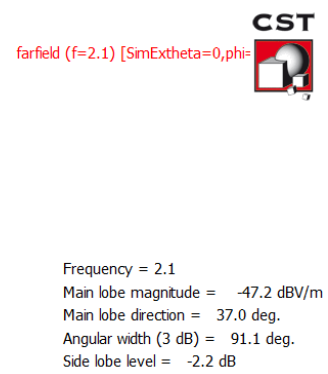 CST
farfield (f=2.1) [SimExtheta=0,phi=
Frequency = 2.1
Main lobe magnitude = -47.2 dBV/m
Main lobe direction = 37.0 deg.
Angular width (3 dB) = 91.1 deg.
Side lobe level = -2.2 dB